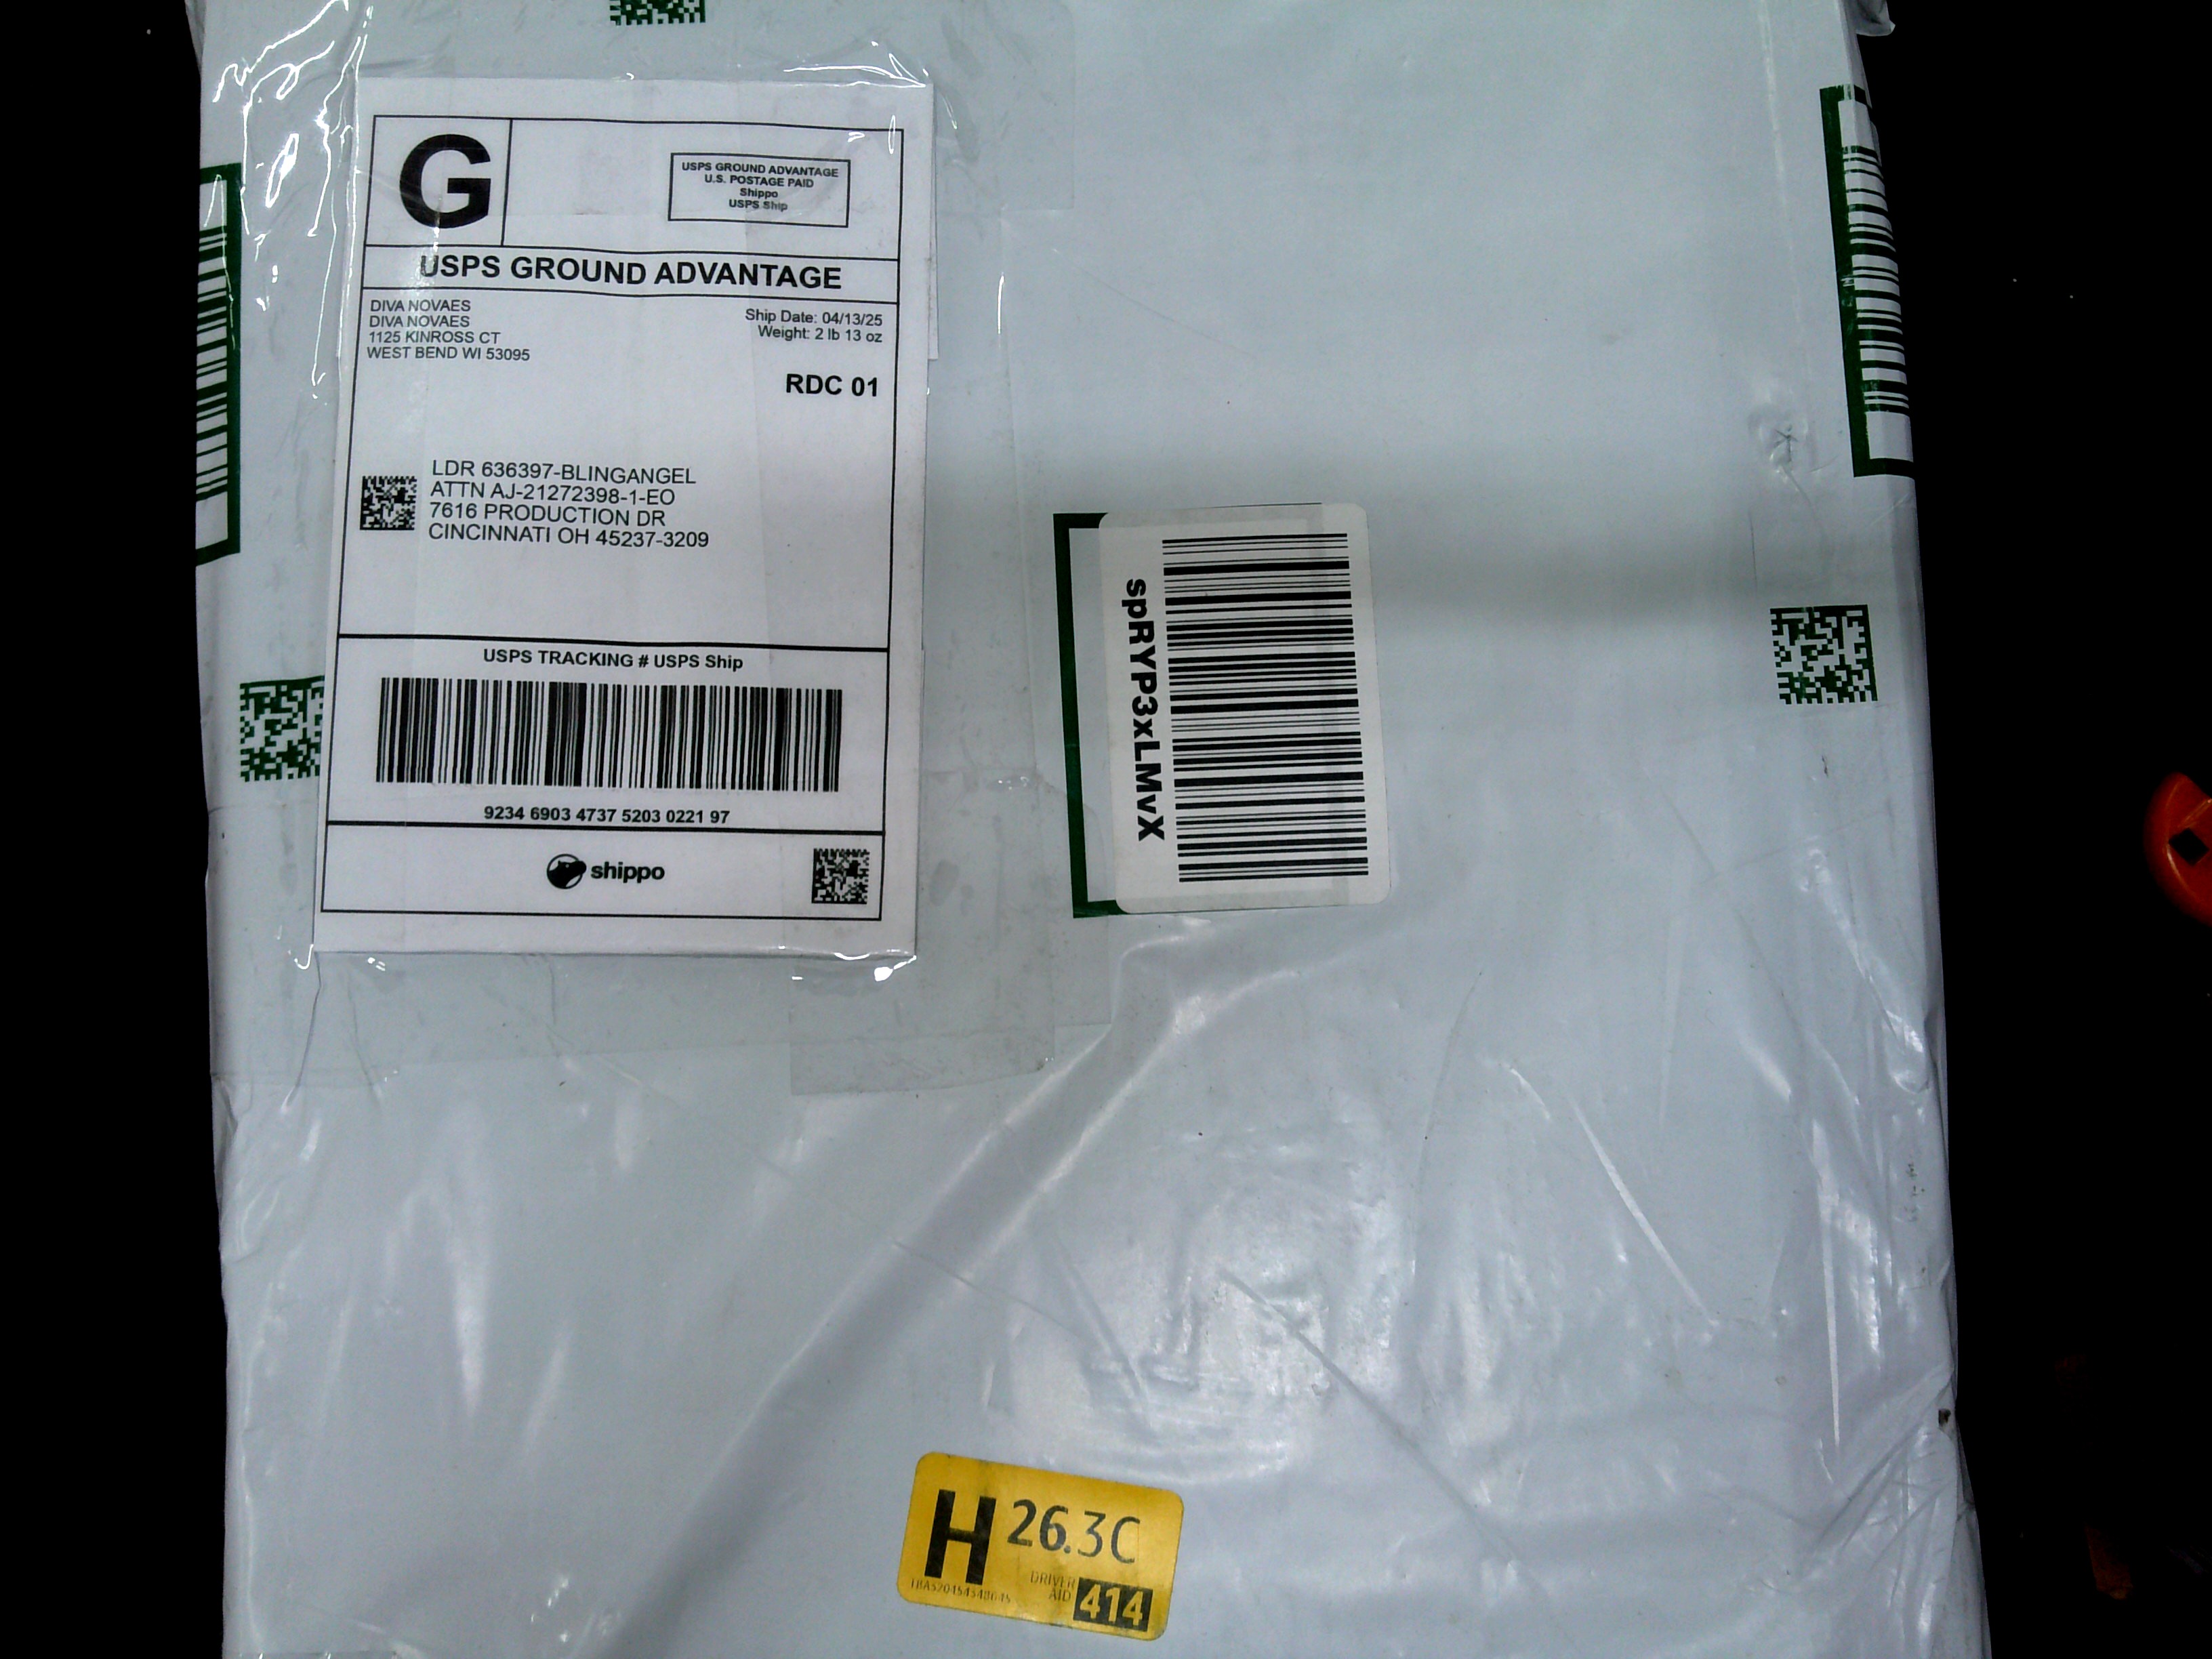 G
USPS GROUND ADVANTAGE
U.S. POSTAGE PAID
Shippo
USPS Ship
USPS GROUND ADVANTAGE
DIVA NOVAES
DIVA NOVAES
1125 KINROSS CT
WEST BEND WI 53095
Ship Date: 04/13/25
Weight: 2 lb 13 oz
RDC 01
LDR 636397-BLINGANGEL
ATTN AJ-21272398-1-EO
7616 PRODUCTION DR
CINCINNATI OH 45237-3209
USPS TRACKING # USPS Ship
9234 6903 4737 5203 0221 97
shippo
spRYP3xLMvX
H 26.3C
DRIVER
AID 414